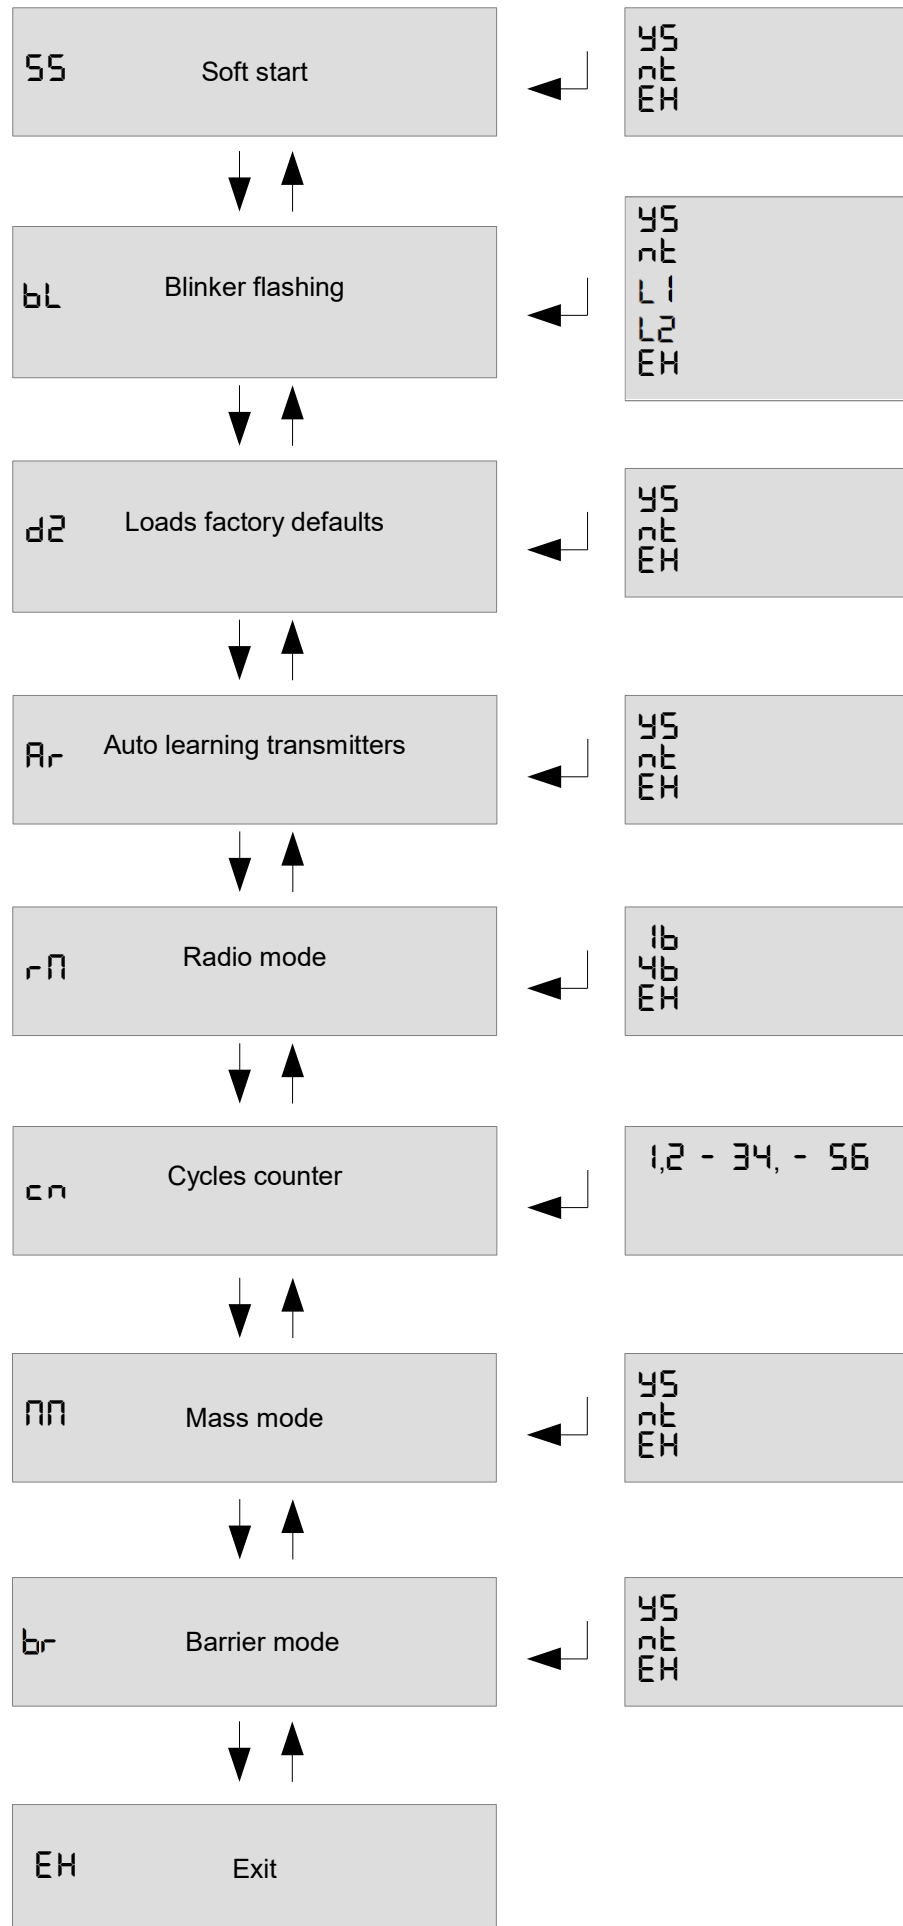 SS Soft start
YS
nt
EH
bL Blinker flashing
YS
nt
L1
L2
EH
d2 Loads factory defaults
YS
nt
EH
Ar Auto learning transmitters
YS
nt
EH
rM Radio mode
1b
4b
EH
cn Cycles counter
1,2 - 34, - 56
MM Mass mode
YS
nt
EH
br Barrier mode
YS
nt
EH
EH Exit